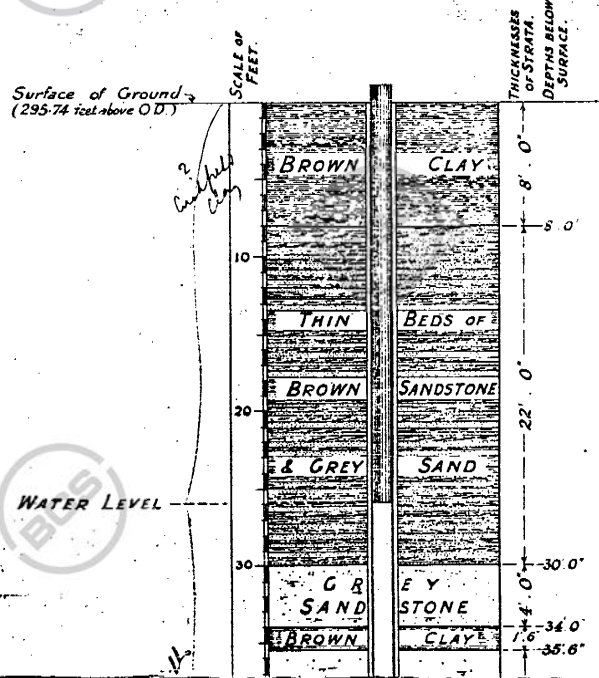 SCALE OF
FEET.
THICKNESSES
OF STRATA.
DEPTHS BELOW
SURFACE.
Surface of Ground
(295.74 feet above O.D.)
BROWN CLAY
8'. 0"
8.0'
?
Clay
10
THIN BEDS OF
BROWN SANDSTONE
22'. 0"
20
& GREY SAND
WATER LEVEL
BGS
30
30.0"
GREY
SANDSTONE
4'. 0"
34.0
BROWN CLAY
1'.6"
35.6"